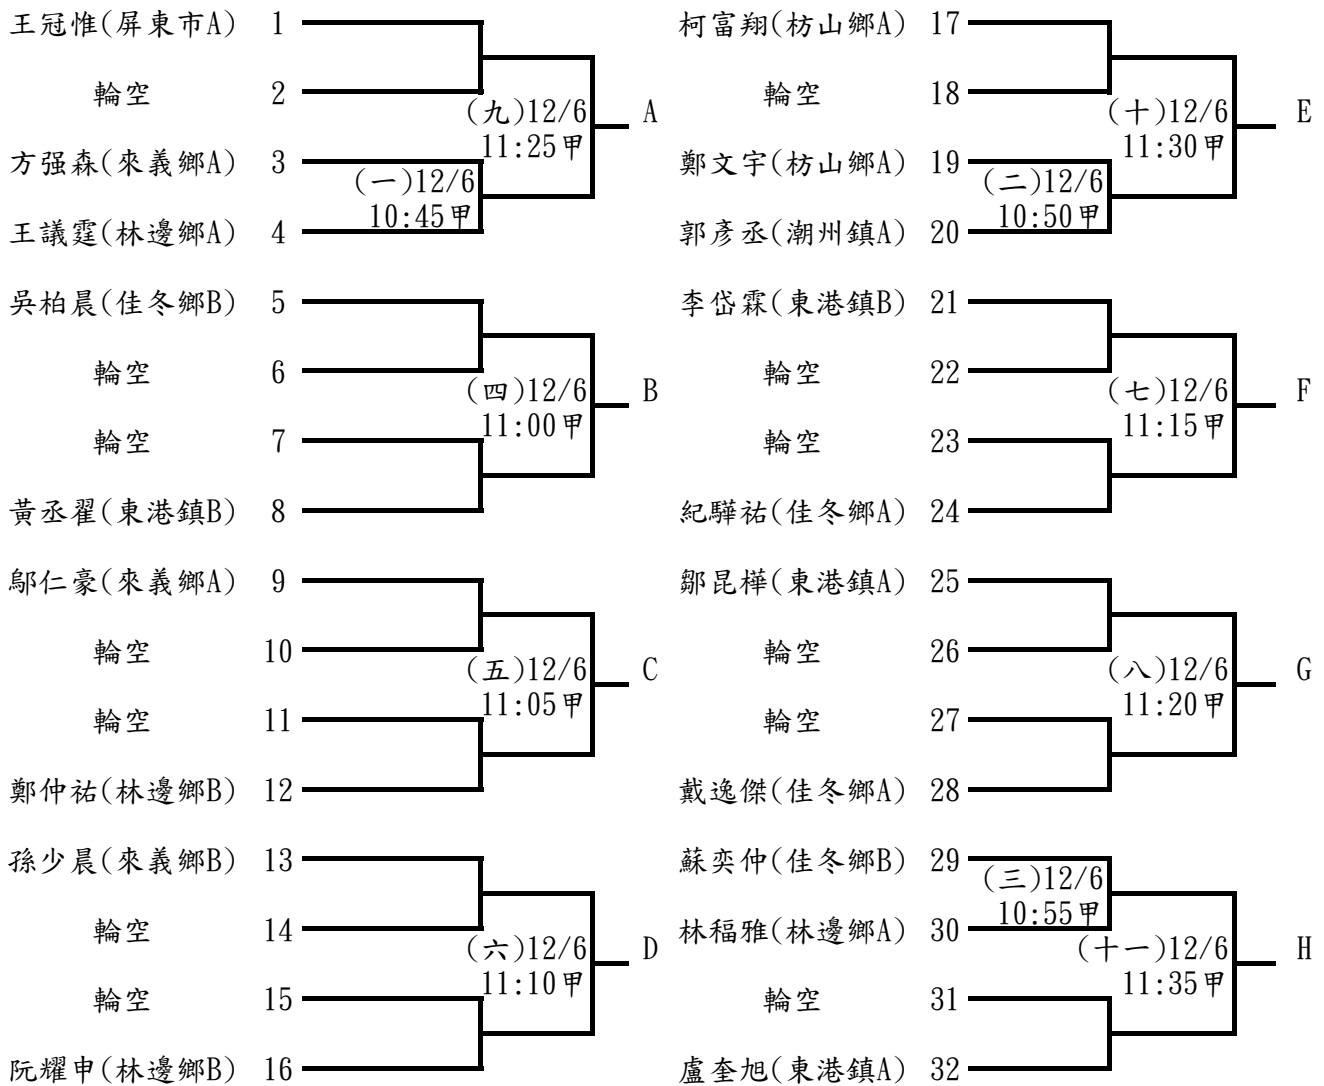 王冠惟(屏東市A) 1
輪空 2
(九)12/6
11:25甲
A
方强森(來義鄉A) 3
(一)12/6
10:45甲
王議霆(林邊鄉A) 4
吳柏晨(佳冬鄉B) 5
輪空 6
(四)12/6
11:00甲
B
輪空 7
黃丞翟(東港鎮B) 8
鄔仁豪(來義鄉A) 9
輪空 10
(五)12/6
11:05甲
C
輪空 11
鄭仲祐(林邊鄉B) 12
孫少晨(來義鄉B) 13
輪空 14
(六)12/6
11:10甲
D
輪空 15
阮耀申(林邊鄉B) 16
柯富翔(枋山鄉A) 17
輪空 18
(十)12/6
11:30甲
E
鄭文宇(枋山鄉A) 19
(二)12/6
10:50甲
郭彥丞(潮州鎮A) 20
李岱霖(東港鎮B) 21
輪空 22
(七)12/6
11:15甲
F
輪空 23
紀驊祐(佳冬鄉A) 24
鄒昆樺(東港鎮A) 25
輪空 26
(八)12/6
11:20甲
G
輪空 27
戴逸傑(佳冬鄉A) 28
蘇奕仲(佳冬鄉B) 29
(三)12/6
10:55甲
林稫雅(林邊鄉A) 30
(十一)12/6
11:35甲
H
輪空 31
盧奎旭(東港鎮A) 32